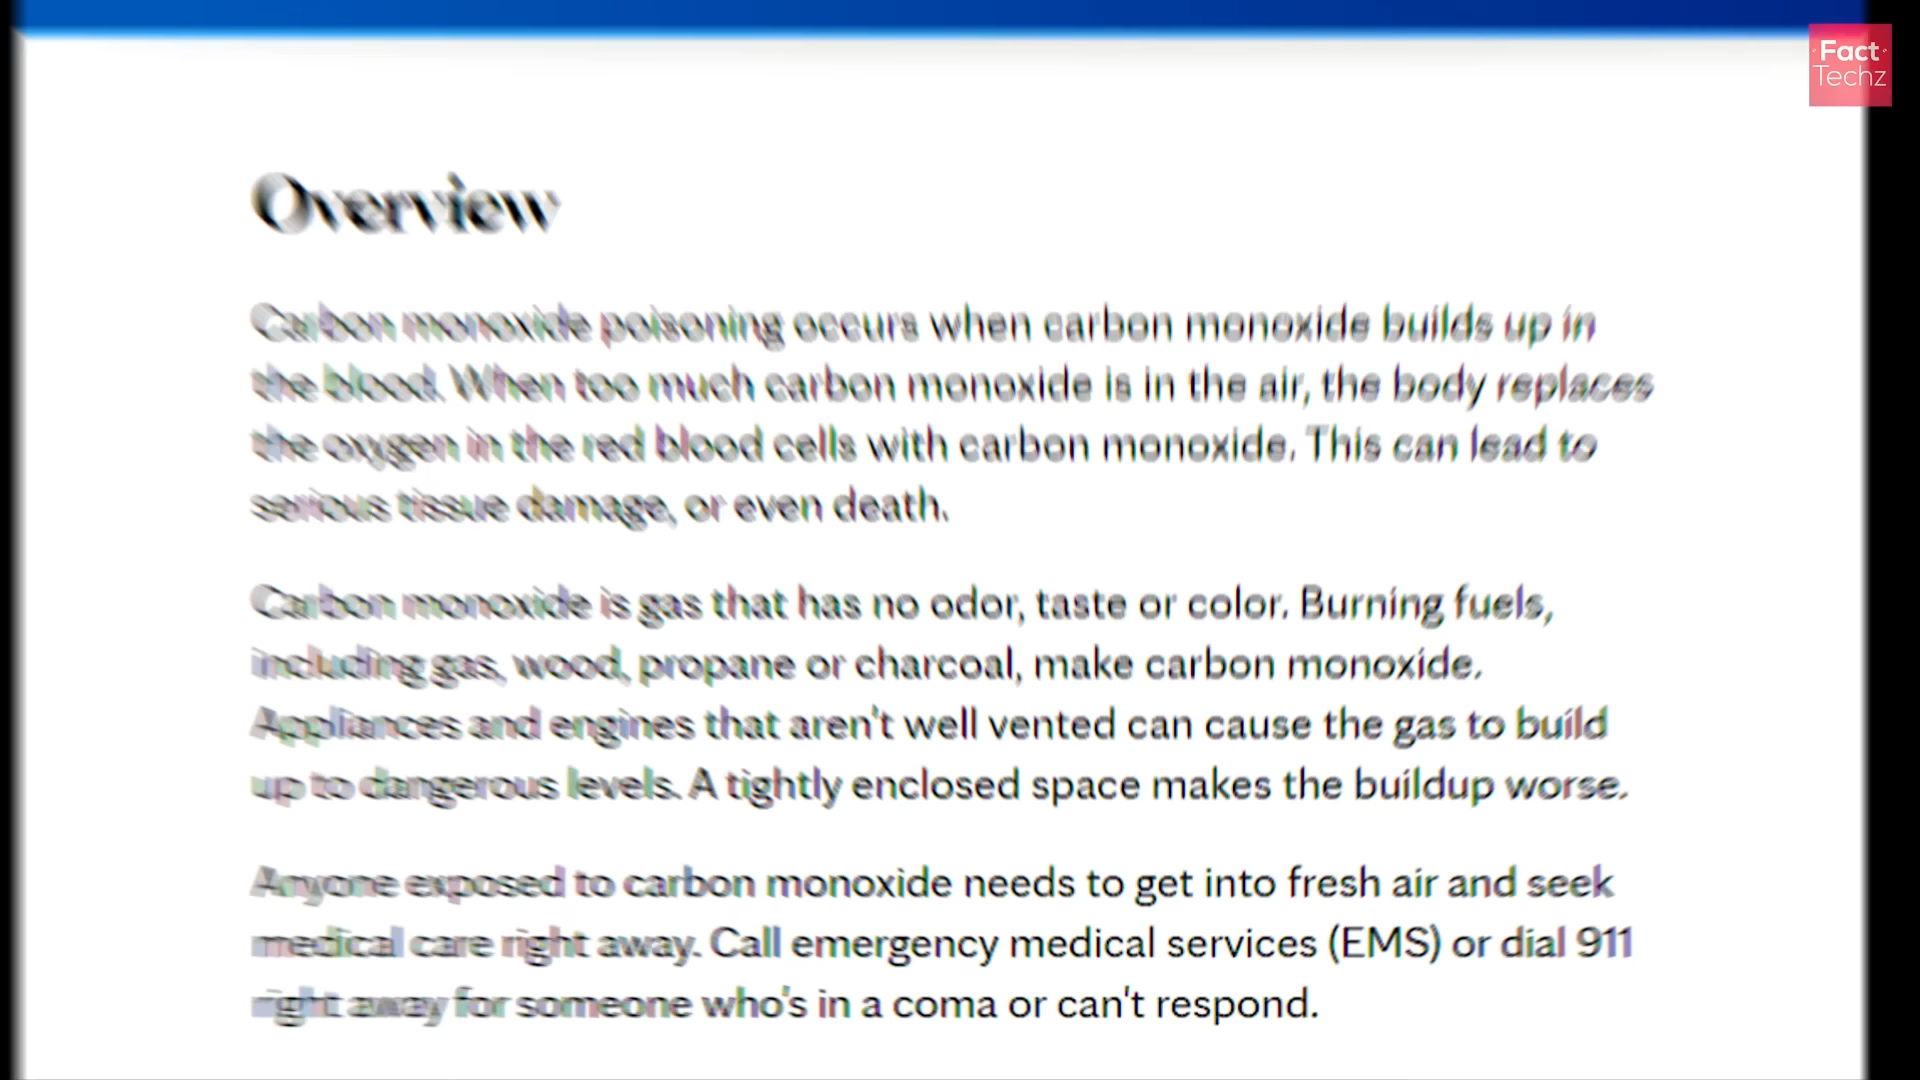 Fact
Techz
Overview
Carbon monoxide poisoning occurs when carbon monoxide builds up in
the blood. When too much carbon monoxide is in the air, the body replaces
the oxygen in the red blood cells with carbon monoxide. This can lead to
serious tissue damage, or even death.
Carbon monoxide is gas that has no odor, taste or color. Burning fuels,
including gas, wood, propane or charcoal, make carbon monoxide.
Appliances and engines that aren't well vented can cause the gas to build
up to dangerous levels. A tightly enclosed space makes the buildup worse.
Anyone exposed to carbon monoxide needs to get into fresh air and seek
medical care right away. Call emergency medical services (EMS) or dial 911
right away for someone who's in a coma or can't respond.